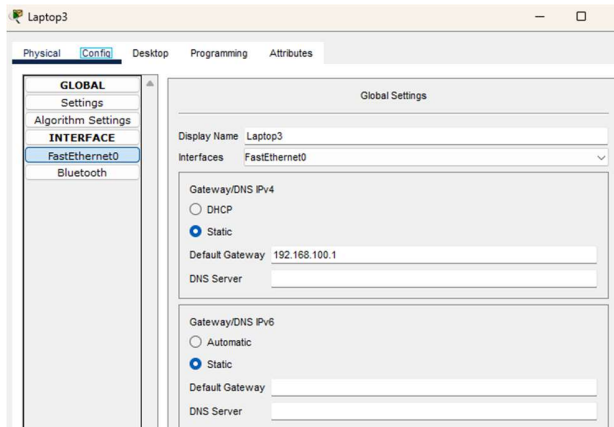 Laptop3
Physical Config Desktop Programming Attributes
GLOBAL
Settings
Algorithm Settings
INTERFACE
FastEthernet0
Bluetooth
Global Settings
Display Name Laptop3
Interfaces FastEthernet0
Gateway/DNS IPv4
DHCP
Static
Default Gateway 192.168.100.1
DNS Server
Gateway/DNS IPv6
Automatic
Static
Default Gateway
DNS Server